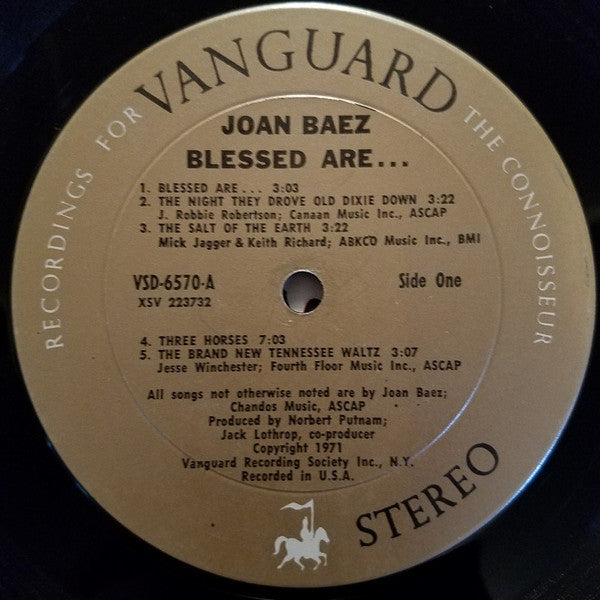 RECORDINGS FOR VANGUARD THE CONNOISSEUR
JOAN BAEZ
BLESSED ARE...
1. BLESSED ARE... 3:03
2. THE NIGHT THEY DROVE OLD DIXIE DOWN 3:22
J. Robbie Robertson; Canaan Music Inc., ASCAP
3. THE SALT OF THE EARTH 3:22
Mick Jagger & Keith Richard; ABKCO Music Inc., BMI
VSD-6570-A
Side One
XSV 223732
4. THREE HORSES 7:03
5. THE BRAND NEW TENNESSEE WALTZ 3:07
Jesse Winchester; Fourth Floor Music Inc., ASCAP
All songs not otherwise noted are by Joan Baez;
Chandos Music, ASCAP
Produced by Norbert Putnam;
Jack Lothrop, co-producer
Copyright 1971
Vanguard Recording Society Inc., N.Y.
Recorded in U.S.A.
STEREO